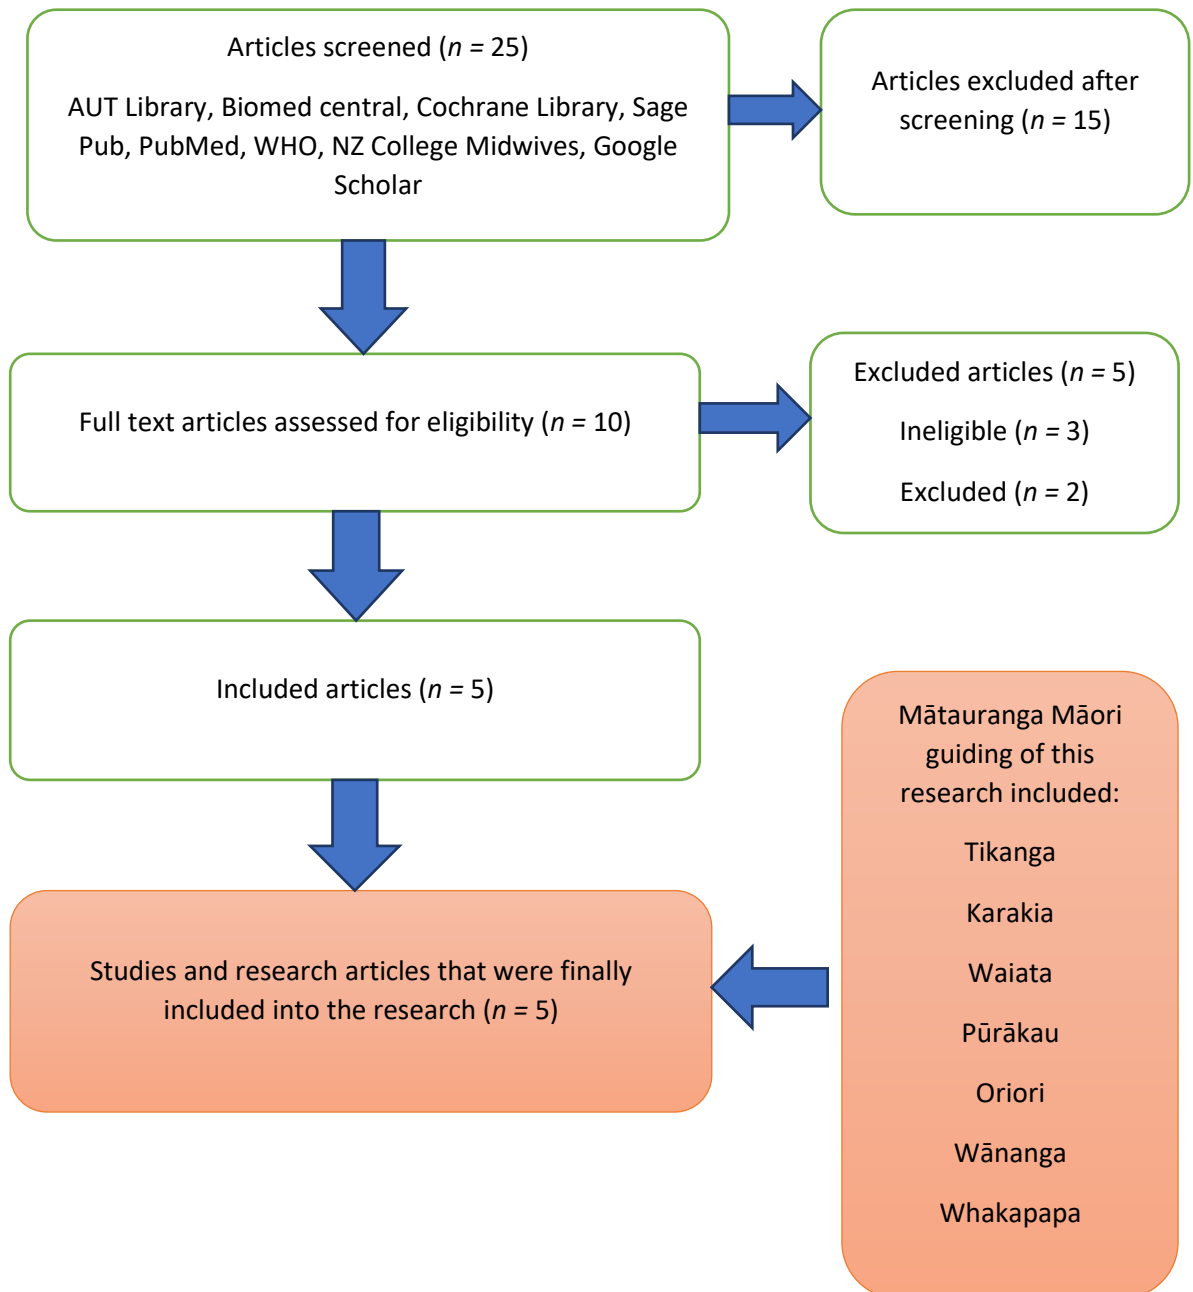 Articles screened (n = 25)
AUT Library, Biomed central, Cochrane Library, Sage
Pub, PubMed, WHO, NZ College Midwives, Google
Scholar
Articles excluded after
screening (n = 15)
Full text articles assessed for eligibility (n = 10)
Excluded articles (n = 5)
Ineligible (n = 3)
Excluded (n = 2)
Included articles (n = 5)
Studies and research articles that were finally
included into the research (n = 5)
Mātauranga Māori
guiding of this
research included:
Tikanga
Karakia
Waiata
Pūrākau
Oriori
Wānanga
Whakapapa